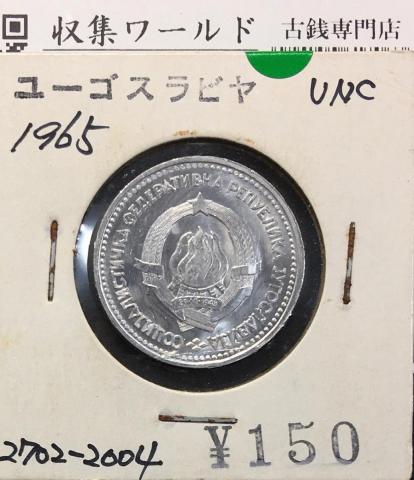 収集ワールド 古銭専門店
ユーゴスラビヤ UNC
1965
СОЦИЈАЛИСТИЧКА ФЕДЕРАТИВНА РЕПУБЛИКА ЈУГОСЛАВИЈА
2702-2004 ¥150